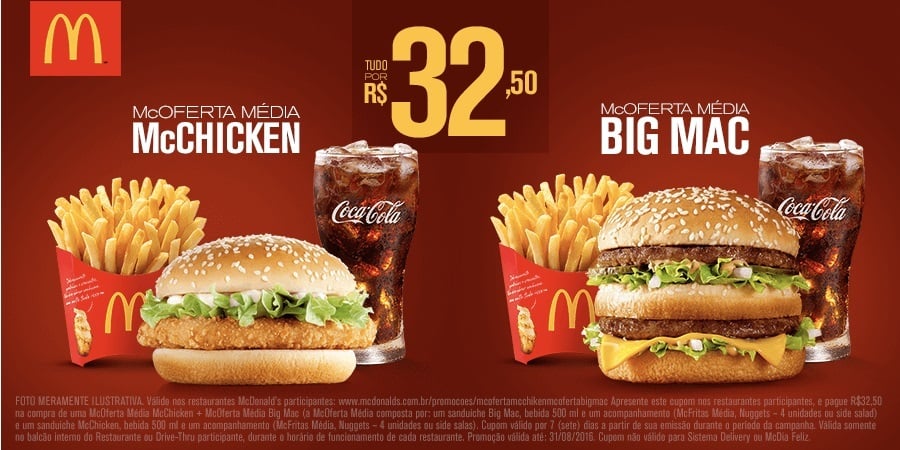 TUDO
POR
R$ 32,50
McOFERTA MÉDIA
McCHICKEN
McOFERTA MÉDIA
BIG MAC
Coca-Cola
Coca-Cola
FOTO MERAMENTE ILUSTRATIVA. Válido nos restaurantes McDonald's participantes: www.mcdonalds.com.br/promocoes/mcofertamcchikenmcofertabigmac Apresente este cupom nos restaurantes participantes, e pague R$32,50
na compra de uma McOferta Média McChicken + McOferta Média Big Mac (a McOferta Média composta por: um sanduiche Big Mac, bebida 500 ml e um acompanhamento (McFritas Média, Nuggets – 4 unidades ou side salad)
e um sanduiche McChicken, bebida 500 ml e um acompanhamento (McFritas Média, Nuggets – 4 unidades ou side salas). Cupom válido por 7 (sete) dias a partir de sua emissão durante o período da campanha. Válida somente
no balcão interno do Restaurante ou Drive-Thru participante, durante o horário de funcionamento de cada restaurante. Promoção válida até: 31/08/2016. Cupom não válido para Sistema Delivery ou McDia Feliz.